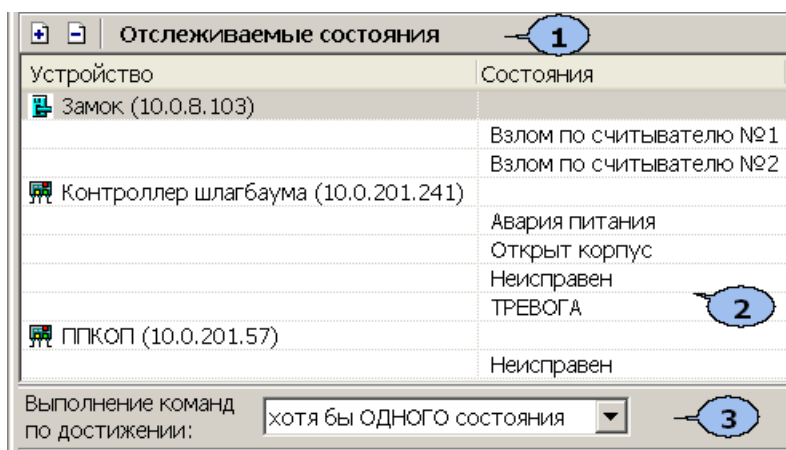 Отслеживаемые состояния 1
Устройство Состояния
Замок (10.0.8.103)
Взлом по считывателю №1
Взлом по считывателю №2
Контроллер шлагбаума (10.0.201.241)
Авария питания
Открыт корпус
Неисправен
ТРЕВОГА 2
ППКОП (10.0.201.57)
Неисправен
Выполнение команд
по достижении:
хотя бы ОДНОГО состояния 3